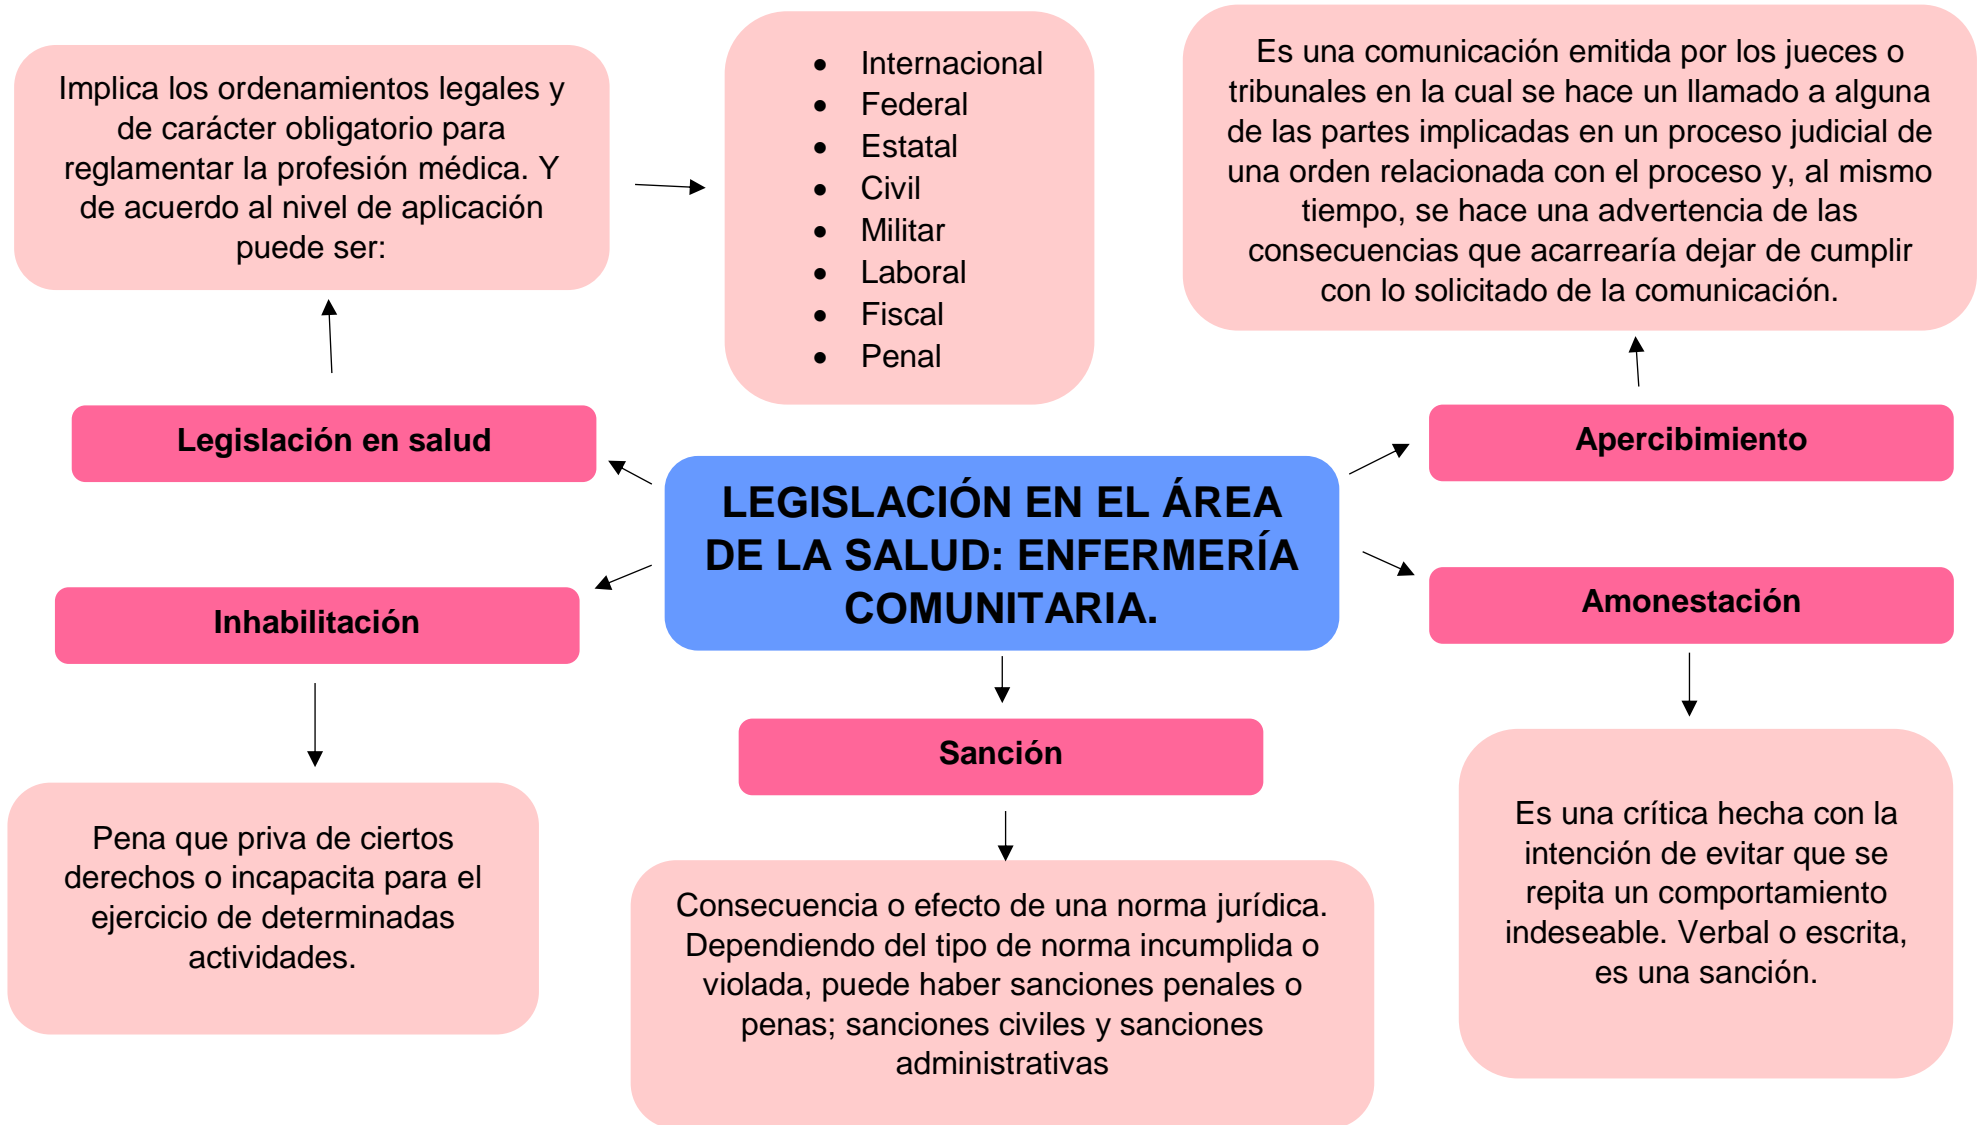 Implica los ordenamientos legales y
de carácter obligatorio para
reglamentar la profesión médica. Y
de acuerdo al nivel de aplicación
puede ser:
• Internacional
• Federal
• Estatal
• Civil
• Militar
• Laboral
• Fiscal
• Penal
Es una comunicación emitida por los jueces o
tribunales en la cual se hace un llamado a alguna
de las partes implicadas en un proceso judicial de
una orden relacionada con el proceso y, al mismo
tiempo, se hace una advertencia de las
consecuencias que acarrearía dejar de cumplir
con lo solicitado de la comunicación.
Legislación en salud
Apercibimiento
LEGISLACIÓN EN EL ÁREA
DE LA SALUD: ENFERMERÍA
COMUNITARIA.
Inhabilitación
Amonestación
Sanción
Pena que priva de ciertos
derechos o incapacita para el
ejercicio de determinadas
actividades.
Consecuencia o efecto de una norma jurídica.
Dependiendo del tipo de norma incumplida o
violada, puede haber sanciones penales o
penas; sanciones civiles y sanciones
administrativas
Es una crítica hecha con la
intención de evitar que se
repita un comportamiento
indeseable. Verbal o escrita,
es una sanción.